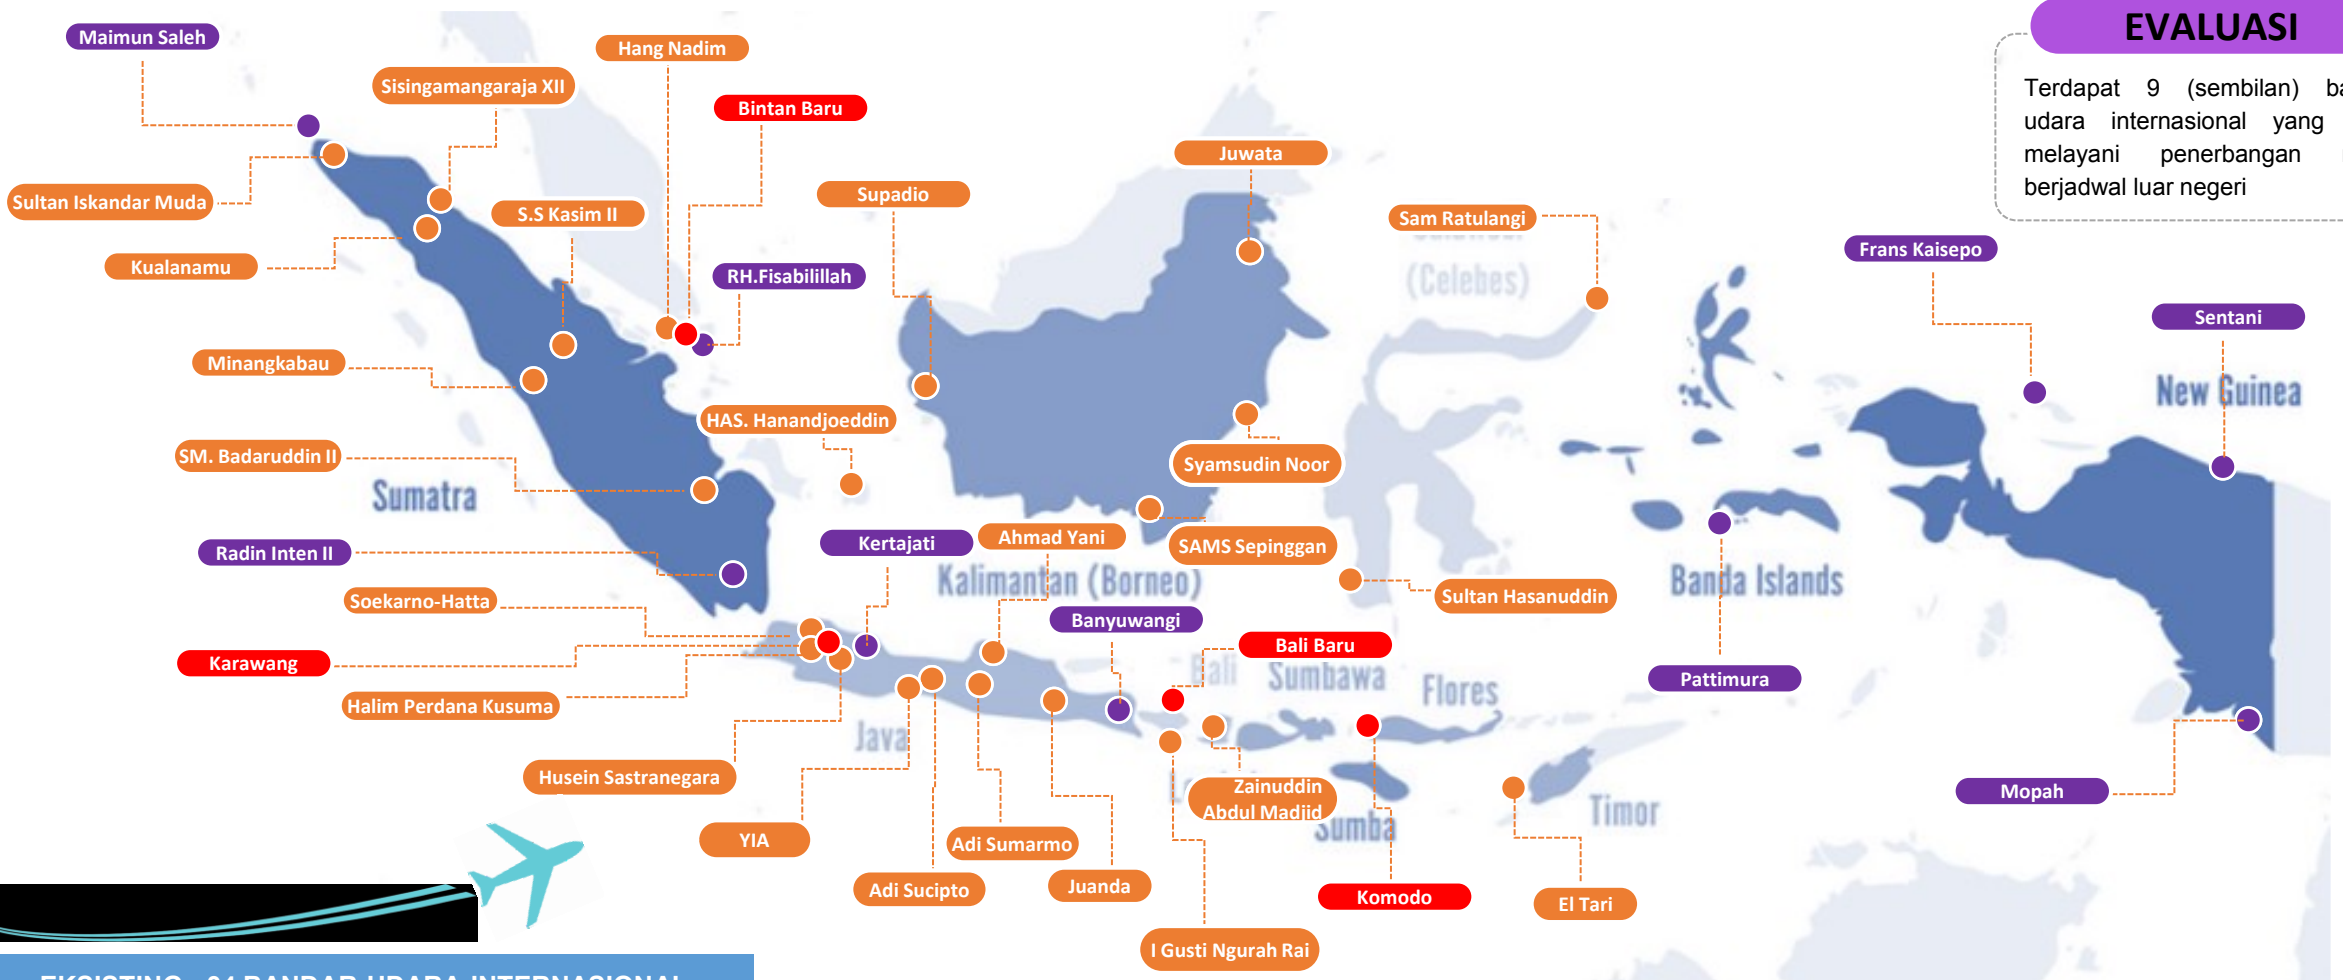 EVALUASI
Terdapat 9 (sembilan)
udara internasional yang
melayani penerbangan
berjadwal luar negeri
Maimun Saleh
Hang Nadim
Sisingamangaraja XII
Bintan Baru
Juwata
Sultan Iskandar Muda
S.S Kasim II
Supadio
Sam Ratulangi
(Celebes)
Frans Kaisepo
Kualanamu
RH.Fisabilillah
Sentani
Minangkabau
New Guinea
HAS. Hanandjoeddin
SM. Badaruddin II
Syamsudin Noor
Sumatra
Radin Inten II
Kertajati
Ahmad Yani
SAMS Sepinggan
Kalimantan (Borneo)
Banda Islands
Soekarno-Hatta
Sultan Hasanuddin
Banyuwangi
Karawang
Bali Baru
Bali
Sumbawa
Flores
Pattimura
Halim Perdana Kusuma
Java
Husein Sastranegara
Zainuddin
Abdul Madjid
Mopah
Timor
Sumba
YIA
Adi Sumarmo
Adi Sucipto
Juanda
Komodo
El Tari
I Gusti Ngurah Rai